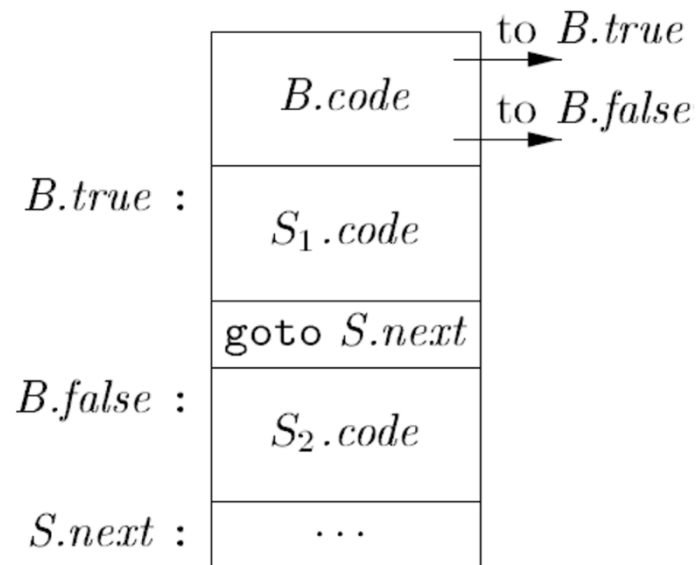 to B.true
B.code
to B.false
B.true :
S₁.code
goto S.next
B.false :
S₂.code
S.next : ...